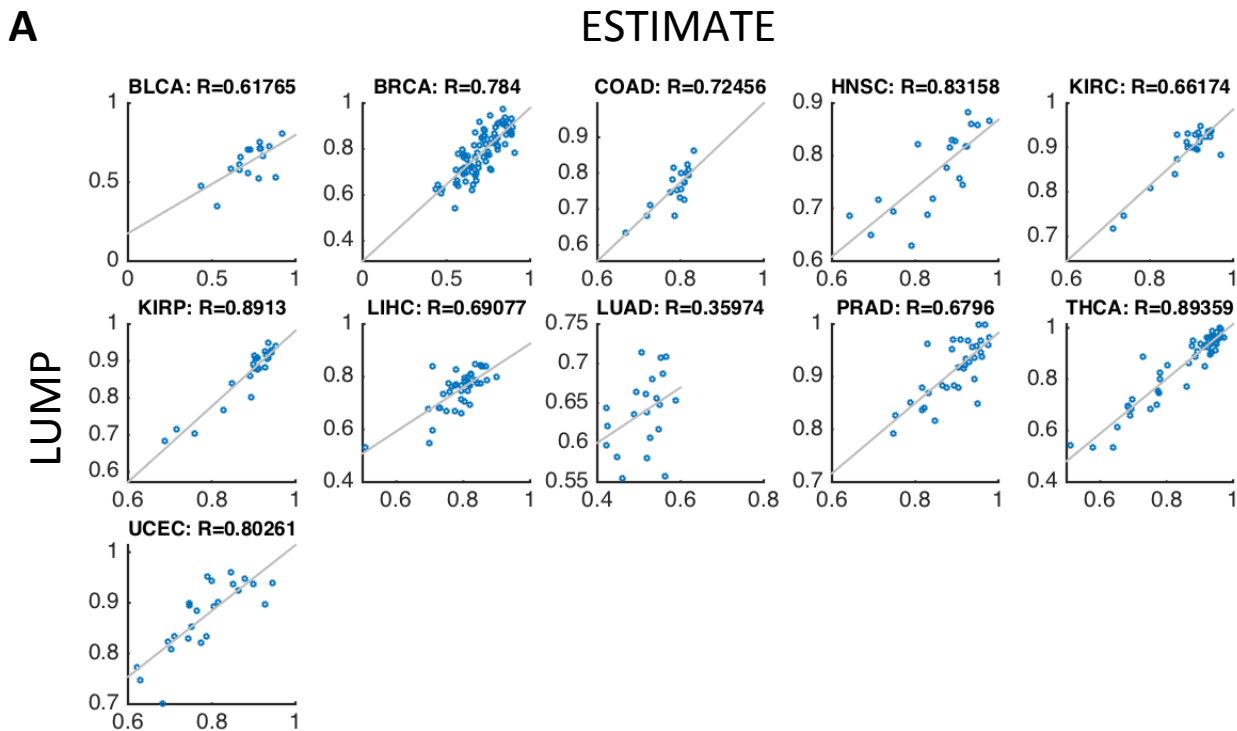 A
ESTIMATE
LUMP
BLCA: R=0.61765
1
0.5
0
0 0.5 1
BRCA: R=0.784
1
0.8
0.6
0.4
0 0.5 1
COAD: R=0.72456
0.9
0.8
0.7
0.6
0.6 0.8 1
HNSC: R=0.83158
0.9
0.8
0.7
0.6
0.6 0.8 1
KIRC: R=0.66174
1
0.9
0.8
0.7
0.6 0.8 1
KIRP: R=0.8913
1
0.9
0.8
0.7
0.6
0.6 0.8 1
LIHC: R=0.69077
1
0.8
0.6
0.4
0.6 0.8 1
LUAD: R=0.35974
0.75
0.7
0.65
0.6
0.55
0.4 0.6 0.8
PRAD: R=0.6796
1
0.9
0.8
0.7
0.6 0.8 1
THCA: R=0.89359
1
0.8
0.6
0.4
0.6 0.8 1
UCEC: R=0.80261
1
0.9
0.8
0.7
0.6 0.8 1